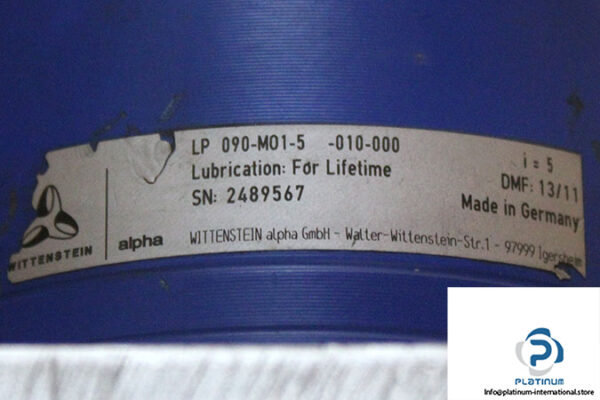 LP 090-M01-5 -010-000
Lubrication: For Lifetime
SN: 2489567
i = 5
DMF: 13/11
Made in Germany
WITTENSTEIN
alpha
WITTENSTEIN alpha GmbH - Walter-Wittenstein-Str.1 - 97999 Igersheim
PLATINUM
Info@platinum-international.store